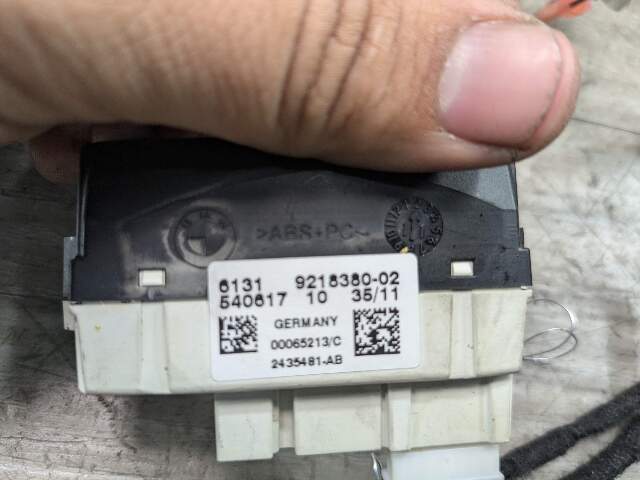 >ABS+PC<
6131 9218380-02
540617 10 35/11
GERMANY
00065213/C
2435481-AB